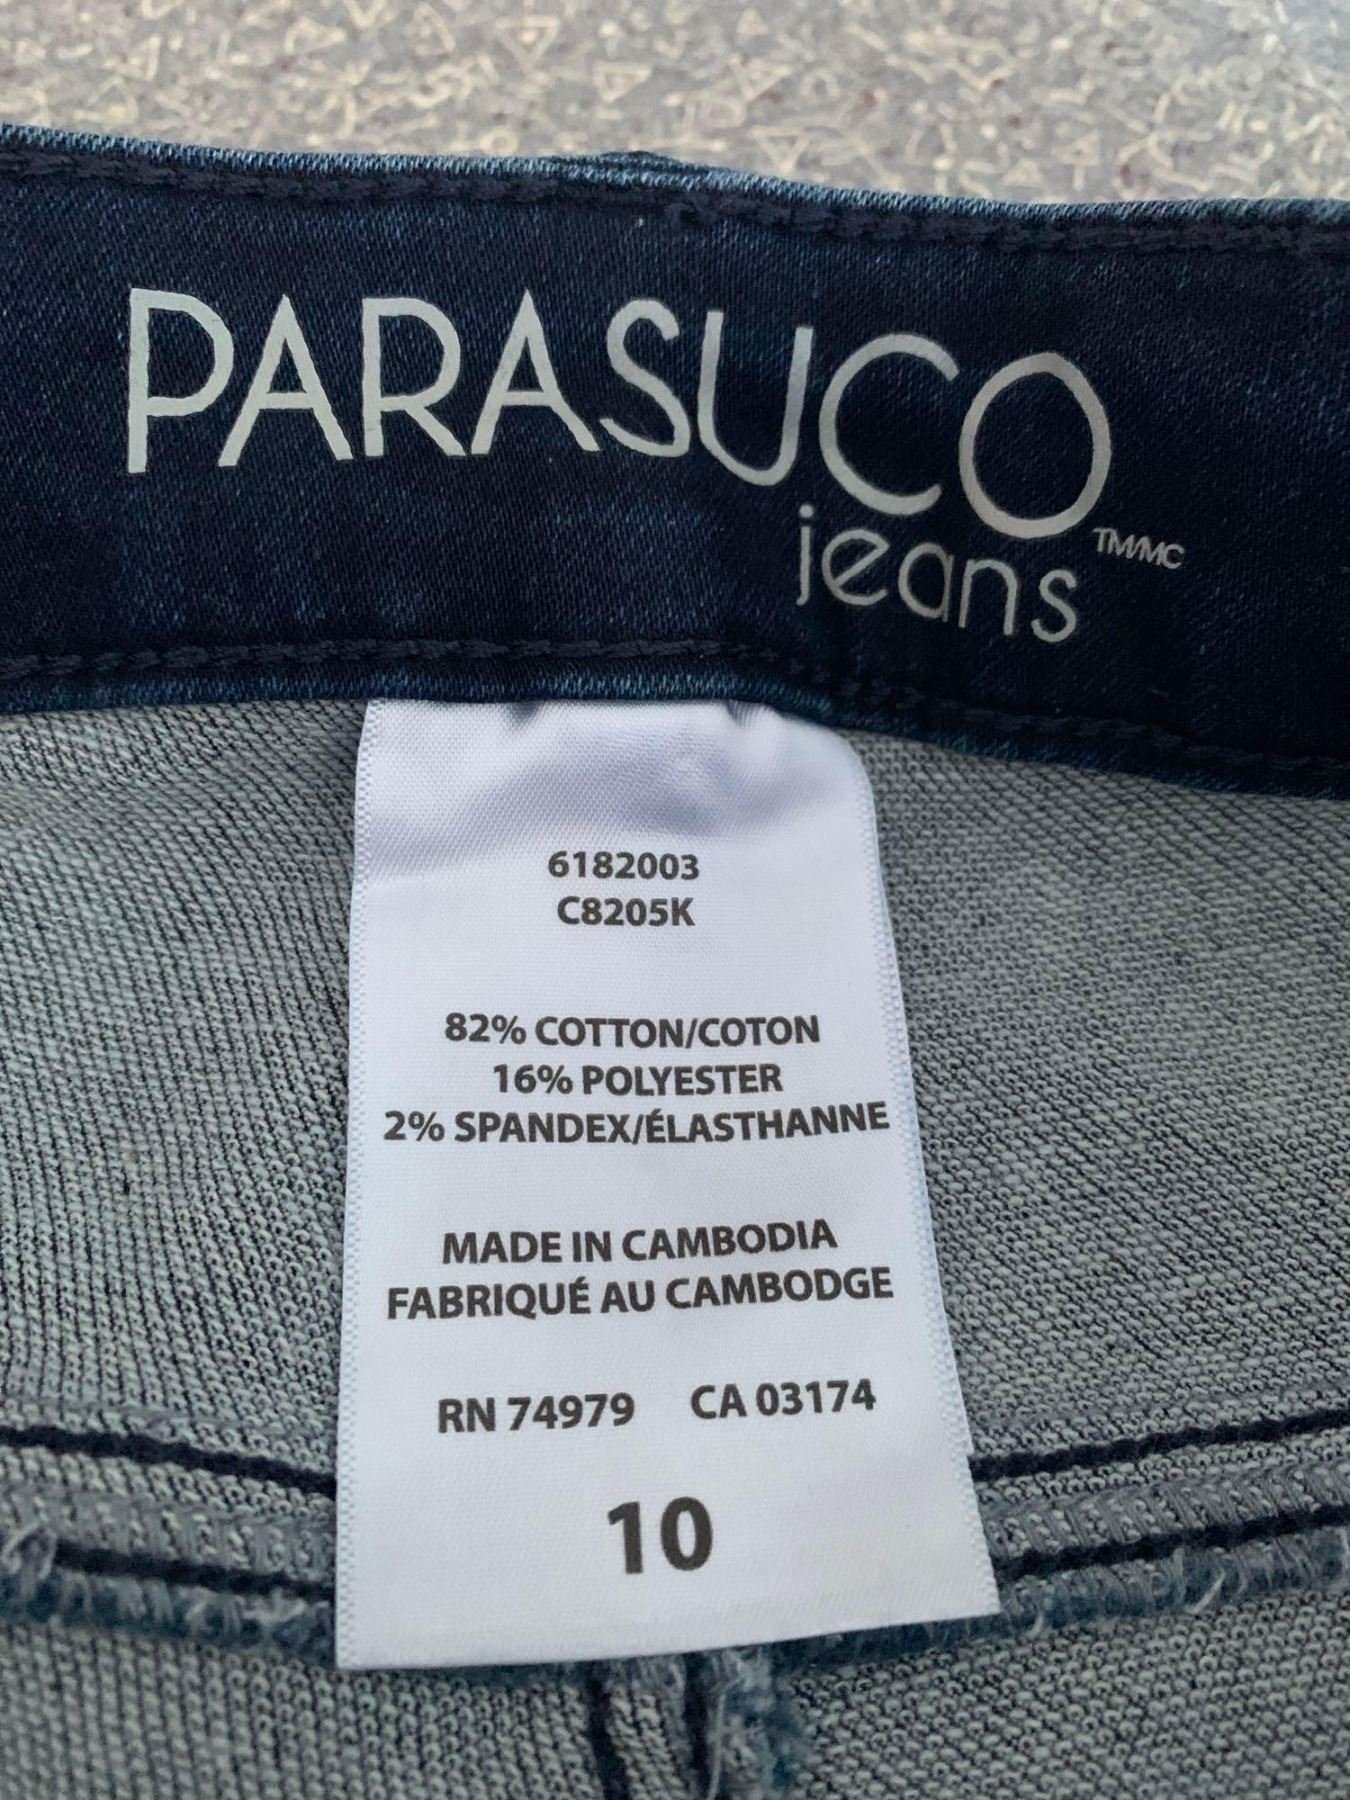 PARASUCO
jeans TM/MC
6182003
C8205K
82% COTTON/COTON
16% POLYESTER
2% SPANDEX/ÉLASTHANNE
MADE IN CAMBODIA
FABRIQUÉ AU CAMBODGE
RN 74979 CA 03174
10